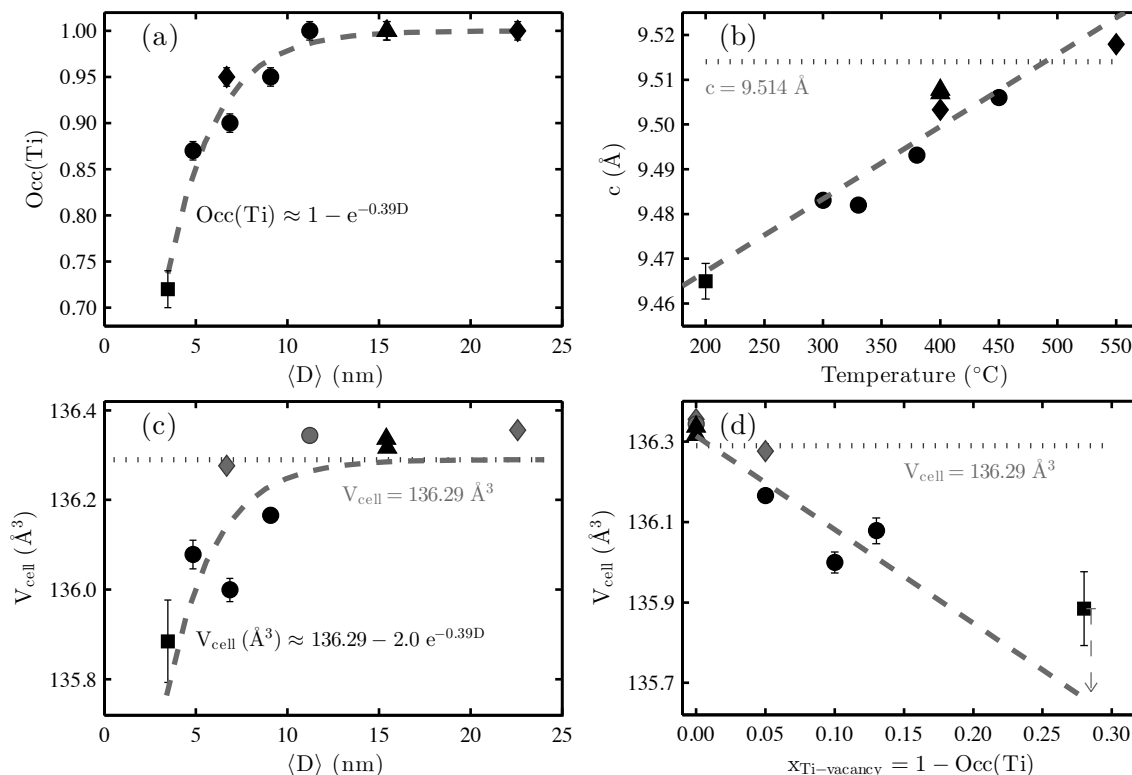 (a)
1.00
0.95
0.90
0.85
0.80
0.75
0.70
Occ(Ti)
Occ(Ti) ≈ 1 − e^−0.39D
0 5 10 15 20 25
⟨D⟩ (nm)
(b)
9.52
9.51
9.50
9.49
9.48
9.47
9.46
c (Å)
c = 9.514 Å
200 250 300 350 400 450 500 550
Temperature (°C)
(c)
136.4
136.2
136.0
135.8
V_cell (Å³)
V_cell = 136.29 Å³
V_cell (Å³) ≈ 136.29 − 2.0 e^−0.39D
0 5 10 15 20 25
⟨D⟩ (nm)
(d)
136.3
136.1
135.9
135.7
V_cell (Å³)
V_cell = 136.29 Å³
0.00 0.05 0.10 0.15 0.20 0.25 0.30
x_Ti−vacancy = 1 − Occ(Ti)